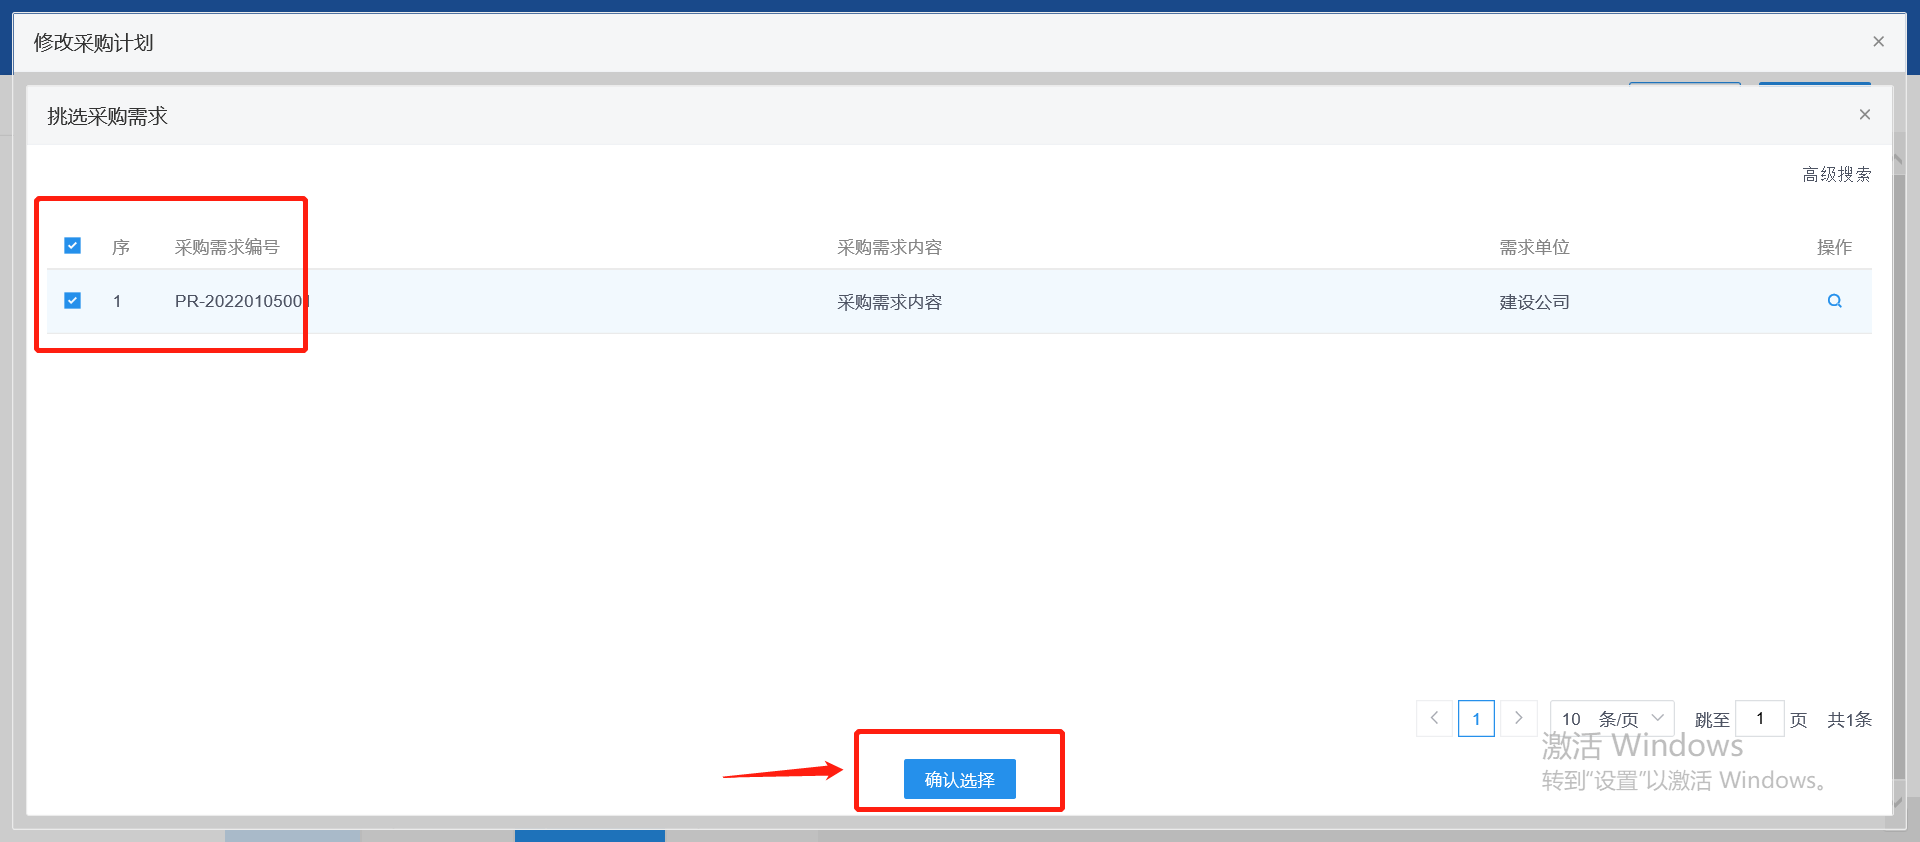 修改采购计划
挑选采购需求
高级搜索
序 采购需求编号 采购需求内容 需求单位 操作
1 PR-20220105001 采购需求内容 建设公司
1 10 条/页 跳至 1 页 共1条
激活 Windows
转到“设置”以激活 Windows。
确认选择